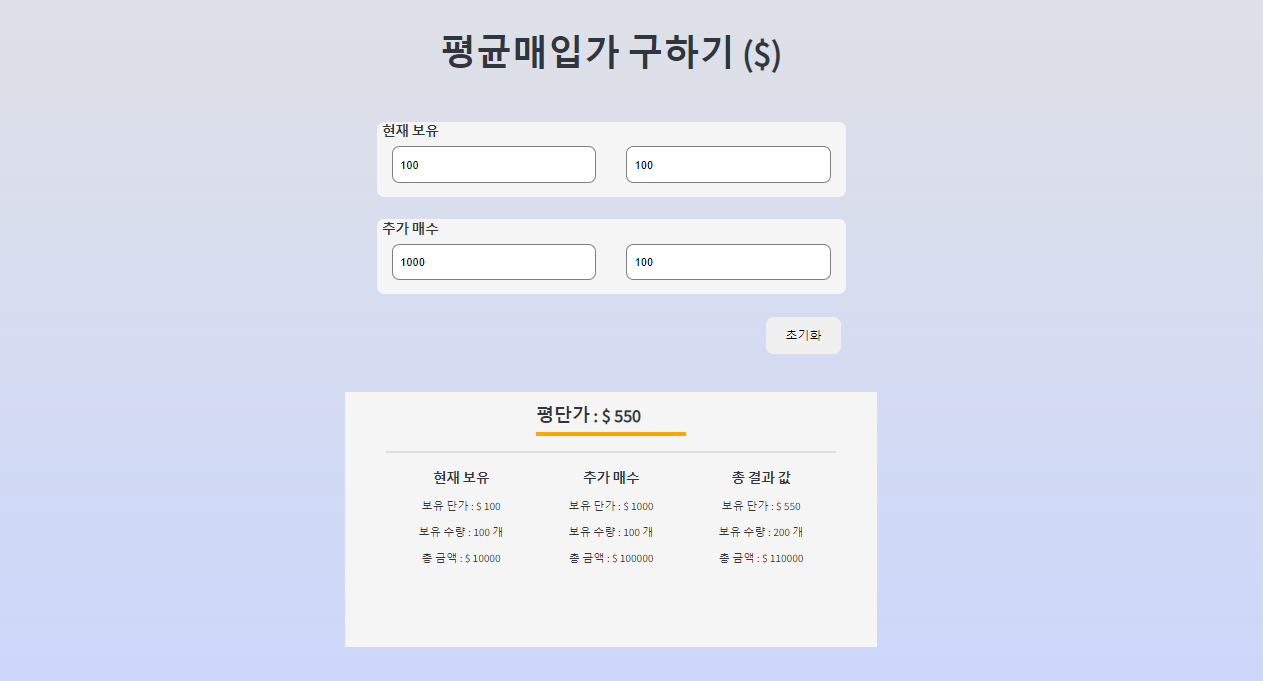 평균매입가 구하기 ($)
현재 보유
100 100
추가 매수
1000 100
초기화
평단가 : $ 550
현재 보유 추가 매수 총 결과 값
보유 단가 : $ 100 보유 단가 : $ 1000 보유 단가 : $ 550
보유 수량 : 100 개 보유 수량 : 100 개 보유 수량 : 200 개
총 금액 : $ 10000 총 금액 : $ 100000 총 금액 : $ 110000